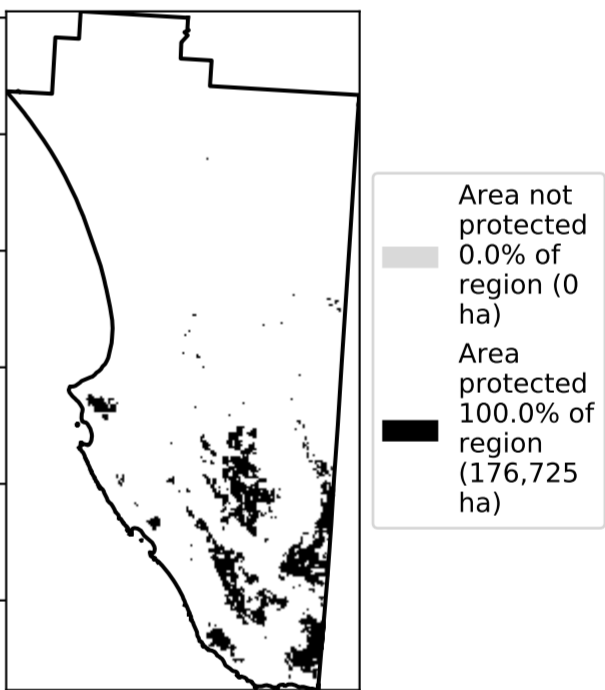 Area not
protected
0.0% of
region (0
ha)
Area
protected
100.0% of
region
(176,725
ha)